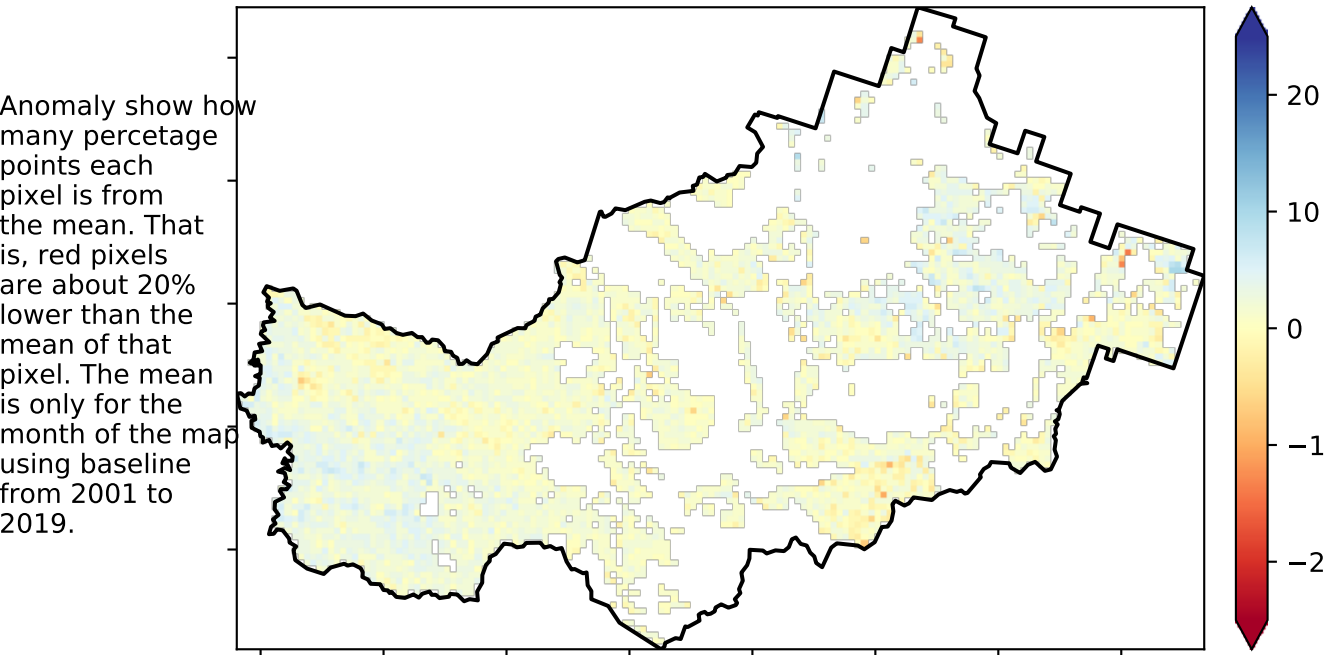 Anomaly show how
many percetage
points each
pixel is from
the mean. That
is, red pixels
are about 20%
lower than the
mean of that
pixel. The mean
is only for the
month of the map
using baseline
from 2001 to
2019.
20
10
0
−1
−2